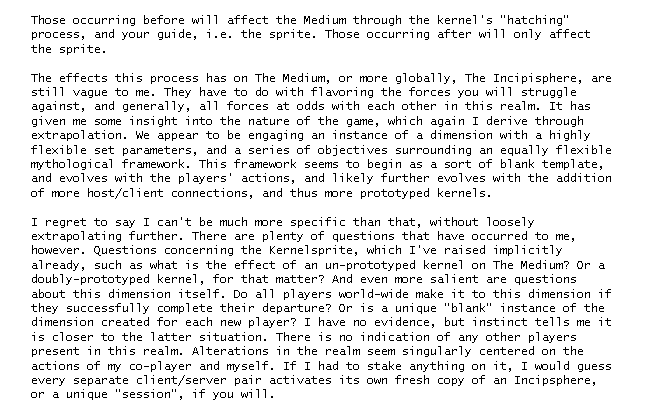 Those occurring before will affect the Medium through the kernel's "hatching"
process, and your guide, i.e. the sprite. Those occurring after will only affect
the sprite.
The effects this process has on The Medium, or more globally, The Incipisphere, are
still vague to me. They have to do with flavoring the forces you will struggle
against, and generally, all forces at odds with each other in this realm. It has
given me some insight into the nature of the game, which again I derive through
extrapolation. We appear to be engaging an instance of a dimension with a highly
flexible set parameters, and a series of objectives surrounding an equally flexible
mythological framework. This framework seems to begin as a sort of blank template,
and evolves with the players' actions, and likely further evolves with the addition
of more host/client connections, and thus more prototyped kernels.
I regret to say I can't be much more specific than that, without loosely
extrapolating further. There are plenty of questions that have occurred to me,
however. Questions concerning the Kernelsprite, which I've raised implicitly
already, such as what is the effect of an un-prototyped kernel on The Medium? Or a
doubly-prototyped kernel, for that matter? And even more salient are questions
about this dimension itself. Do all players world-wide make it to this dimension if
they successfully complete their departure? Or is a unique "blank" instance of the
dimension created for each new player? I have no evidence, but instinct tells me it
is closer to the latter situation. There is no indication of any other players
present in this realm. Alterations in the realm seem singularly centered on the
actions of my co-player and myself. If I had to stake anything on it, I would guess
every separate client/server pair activates its own fresh copy of an Incipsphere,
or a unique "session", if you will.